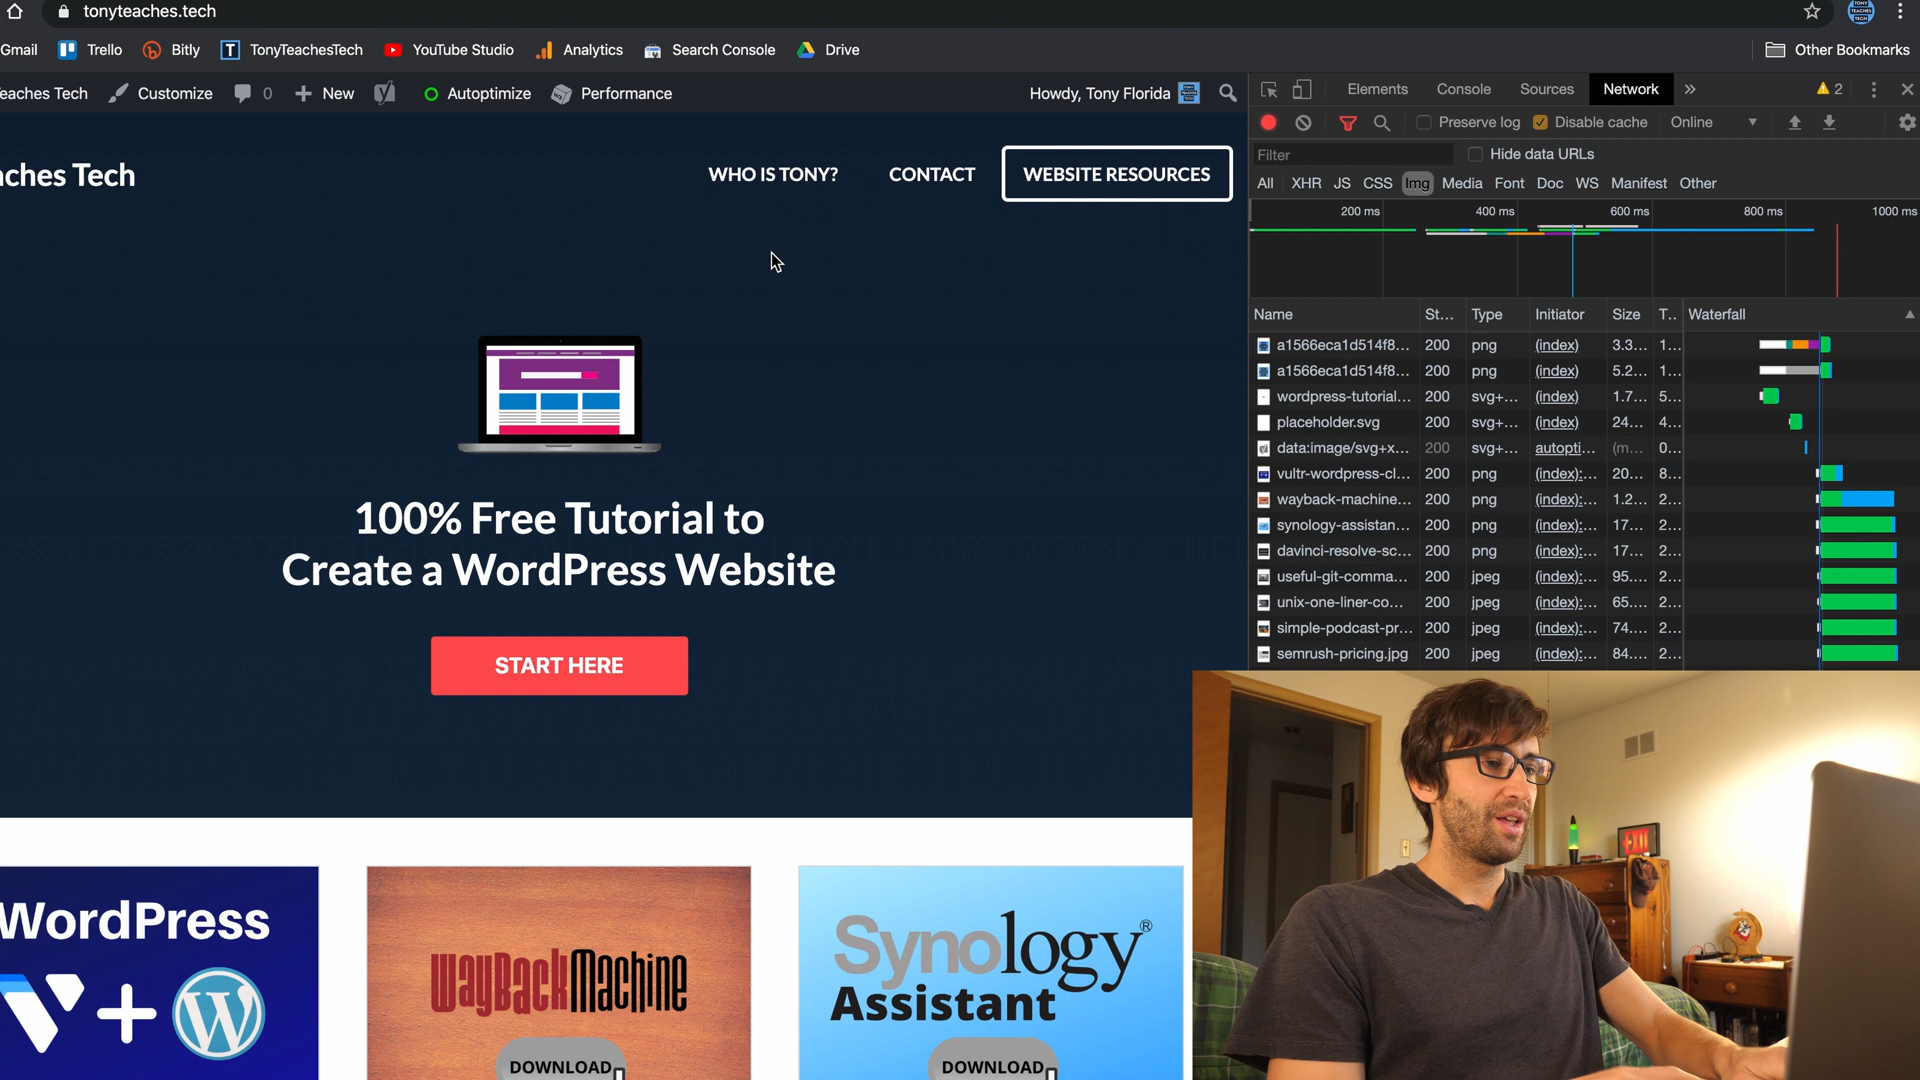 tonyteaches.tech
Gmail Trello Bitly TonyTeachesTech YouTube Studio Analytics Search Console Drive Other Bookmarks
eaches Tech Customize 0 New Autoptimize Performance Howdy, Tony Florida
Elements Console Sources Network » 2
Preserve log Disable cache Online
Filter Hide data URLs
All XHR JS CSS Img Media Font Doc WS Manifest Other
200 ms 400 ms 600 ms 800 ms 1000 ms
aches Tech
WHO IS TONY? CONTACT WEBSITE RESOURCES
Name St... Type Initiator Size T.. Waterfall
a1566eca1d514f8... 200 png (index) 3.3... 1...
a1566eca1d514f8... 200 png (index) 5.2... 1...
wordpress-tutorial... 200 svg+... (index) 1.7... 5...
placeholder.svg 200 svg+... (index) 24... 4...
data:image/svg+x... 200 svg+... autopti... (m... 0...
vultr-wordpress-cl... 200 png (index):... 20... 8...
wayback-machine... 200 png (index):... 1.2... 2...
synology-assistan... 200 png (index):... 17... 2...
davinci-resolve-sc... 200 png (index):... 17... 2...
useful-git-comma... 200 jpeg (index):... 95.... 2...
unix-one-liner-co... 200 jpeg (index):... 65.... 2...
simple-podcast-pr... 200 jpeg (index):... 74.... 2...
semrush-pricing.jpg 200 jpeg (index):... 84.... 2...
100% Free Tutorial to
Create a WordPress Website
START HERE
WordPress
+
WayBackMachine
DOWNLOAD
Synology®
Assistant
DOWNLOAD
EXIT